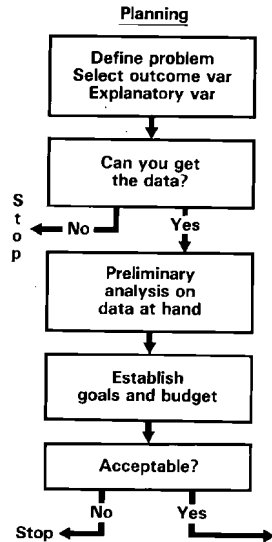 Planning
Define problem
Select outcome var
Explanatory var
Can you get
the data?
Stop
No
Yes
Preliminary
analysis on
data at hand
Establish
goals and budget
Acceptable?
No
Yes
Stop